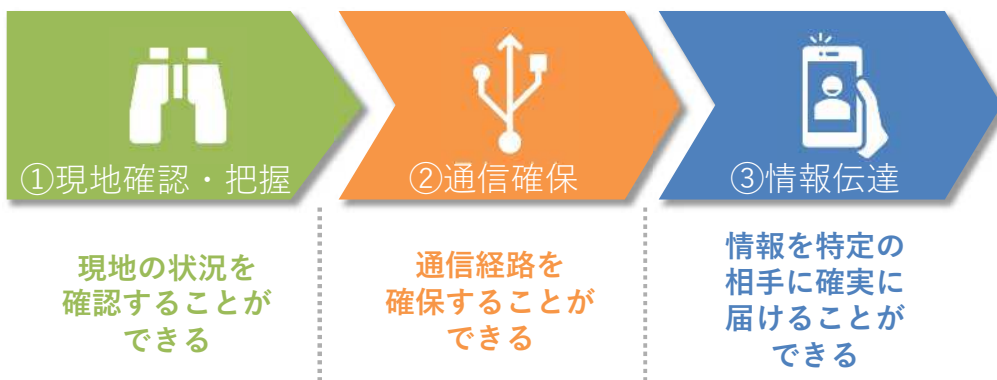 ①現地確認・把握
②通信確保
③情報伝達
現地の状況を
確認することが
できる
通信経路を
確保することが
できる
情報を特定の
相手に確実に
届けることが
できる